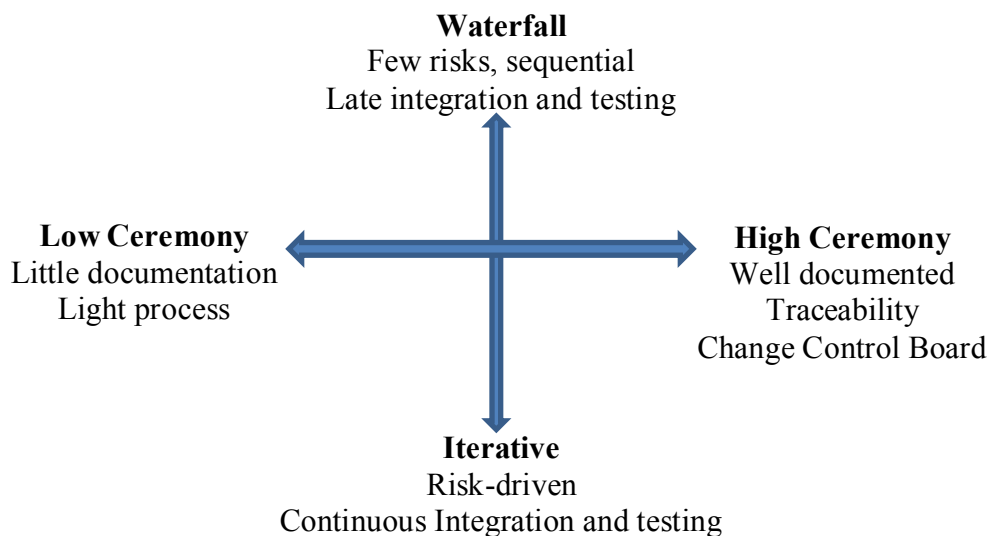 Waterfall
Few risks, sequential
Late integration and testing
Low Ceremony
Little documentation
Light process
High Ceremony
Well documented
Traceability
Change Control Board
Iterative
Risk-driven
Continuous Integration and testing